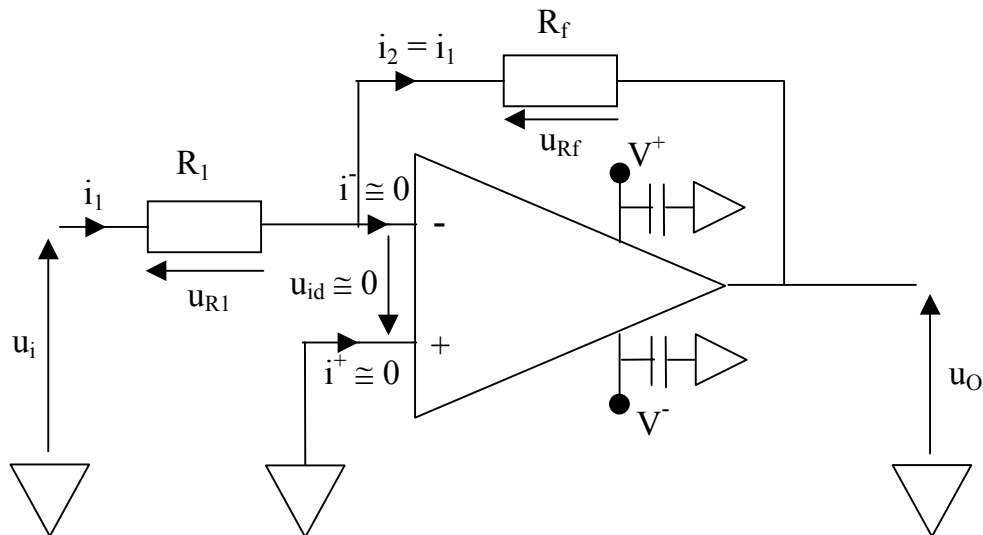 R_f
i_2 = i_1
u_Rf
V^+
R_1
i^- ≅ 0
i_1
-
u_R1
u_id ≅ 0
u_i
+
i^+ ≅ 0
u_O
V^-